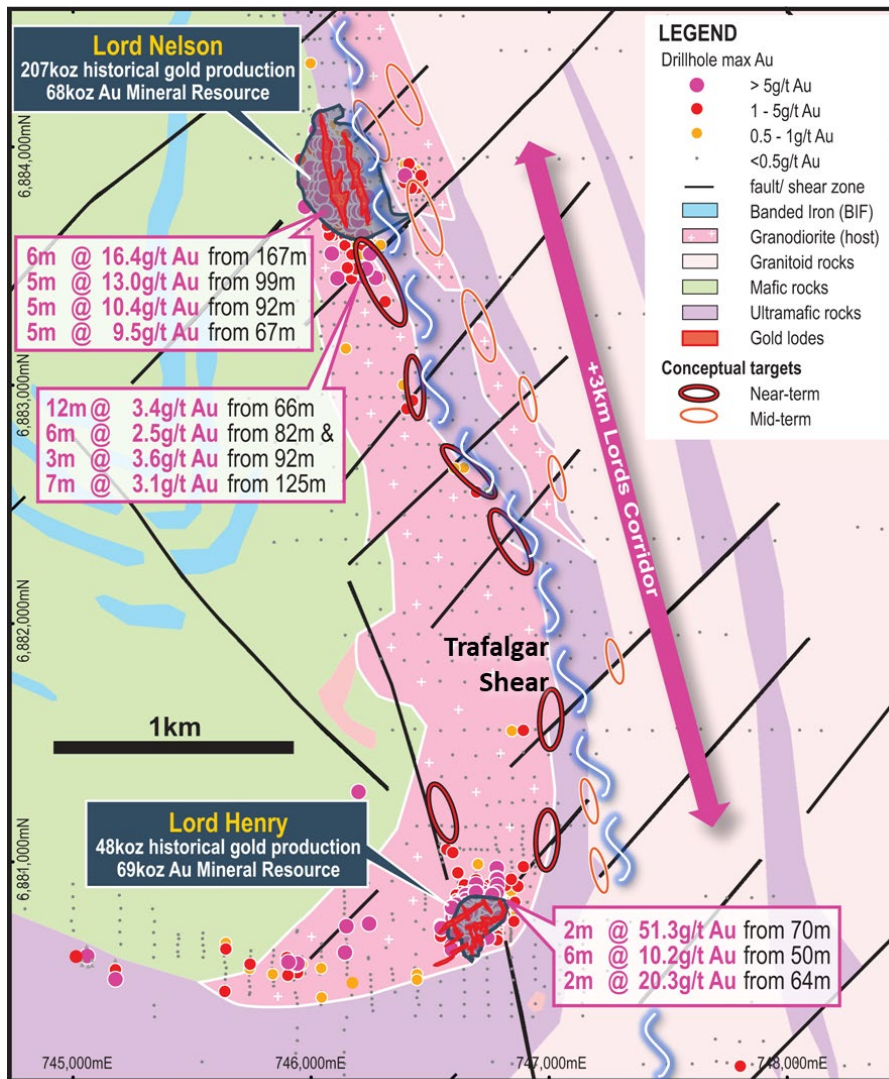 Lord Nelson
207koz historical gold production
68koz Au Mineral Resource
LEGEND
Drillhole max Au
> 5g/t Au
1 - 5g/t Au
0.5 - 1g/t Au
<0.5g/t Au
fault/ shear zone
Banded Iron (BIF)
Granodiorite (host)
Granitoid rocks
Mafic rocks
Ultramafic rocks
Gold lodes
Conceptual targets
Near-term
Mid-term
6,884,000mN
6m @ 16.4g/t Au from 167m
5m @ 13.0g/t Au from 99m
5m @ 10.4g/t Au from 92m
5m @ 9.5g/t Au from 67m
6,883,000mN
12m @ 3.4g/t Au from 66m
6m @ 2.5g/t Au from 82m &
3m @ 3.6g/t Au from 92m
7m @ 3.1g/t Au from 125m
+3km Lords Corridor
6,882,000mN
Trafalgar
Shear
1km
Lord Henry
48koz historical gold production
69koz Au Mineral Resource
6,881,000mN
2m @ 51.3g/t Au from 70m
6m @ 10.2g/t Au from 50m
2m @ 20.3g/t Au from 64m
745,000mE
746,000mE
747,000mE
748,000mE